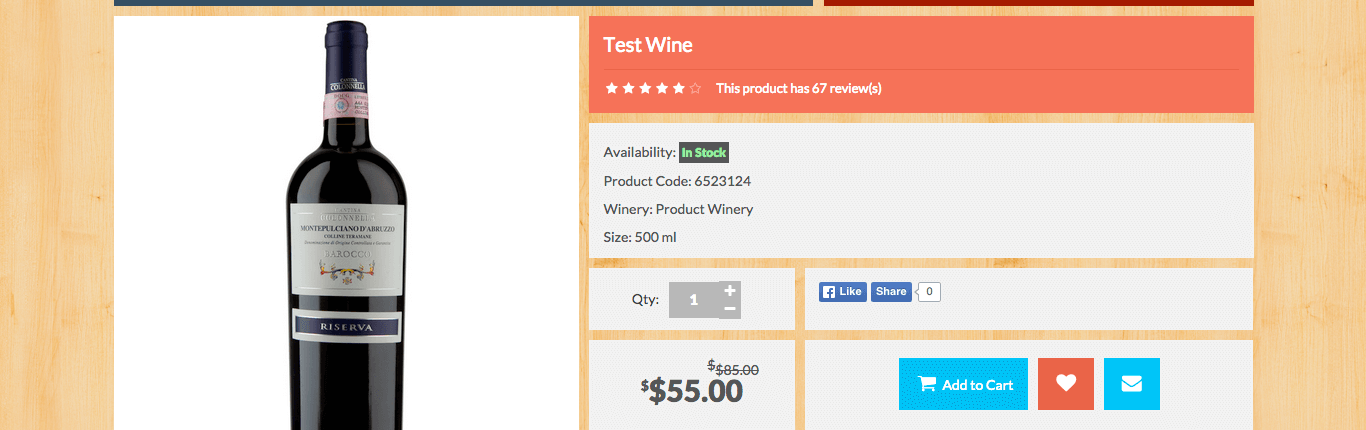 Test Wine
This product has 67 review(s)
Availability: In Stock
Product Code: 6523124
Winery: Product Winery
Size: 500 ml
Qty: 1 + −
Like Share 0
$$85.00
$$55.00
Add to Cart
CANTINA
COLONNELLA
CANTINA
COLONNELLA
MONTEPULCIANO D'ABRUZZO
COLLINE TERAMANE
Denominazione di Origine Controllata e Garantita
BAROCCO
RISERVA